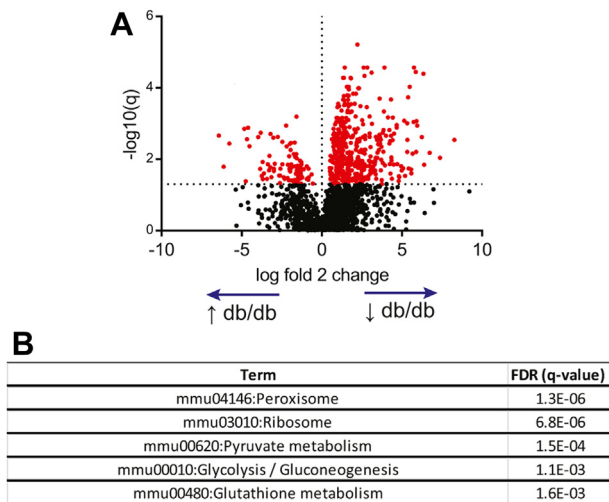 A
6
4
2
0
-log10(q)
-10
-5
0
5
10
log fold 2 change
↑ db/db
↓ db/db
B
Term FDR (q-value)
mmu04146:Peroxisome 1.3E-06
mmu03010:Ribosome 6.8E-06
mmu00620:Pyruvate metabolism 1.5E-04
mmu00010:Glycolysis / Gluconeogenesis 1.1E-03
mmu00480:Glutathione metabolism 1.6E-03